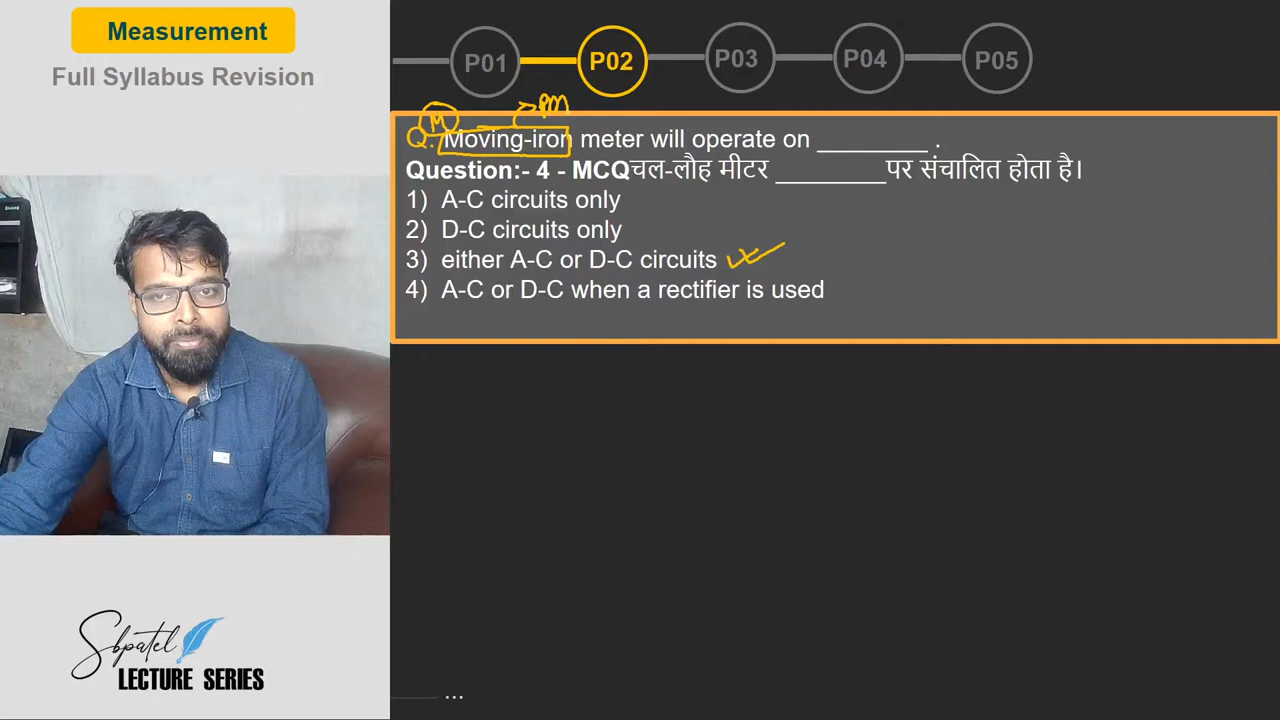 Measurement
Full Syllabus Revision
P01
P02
P03
P04
P05
M
PM
Q. Moving-iron meter will operate on _________ .
Question:- 4 - MCQचल-लौह मीटर _________पर संचालित होता है।
1) A-C circuits only
2) D-C circuits only
3) either A-C or D-C circuits
4) A-C or D-C when a rectifier is used
Sbpatel
LECTURE SERIES
...